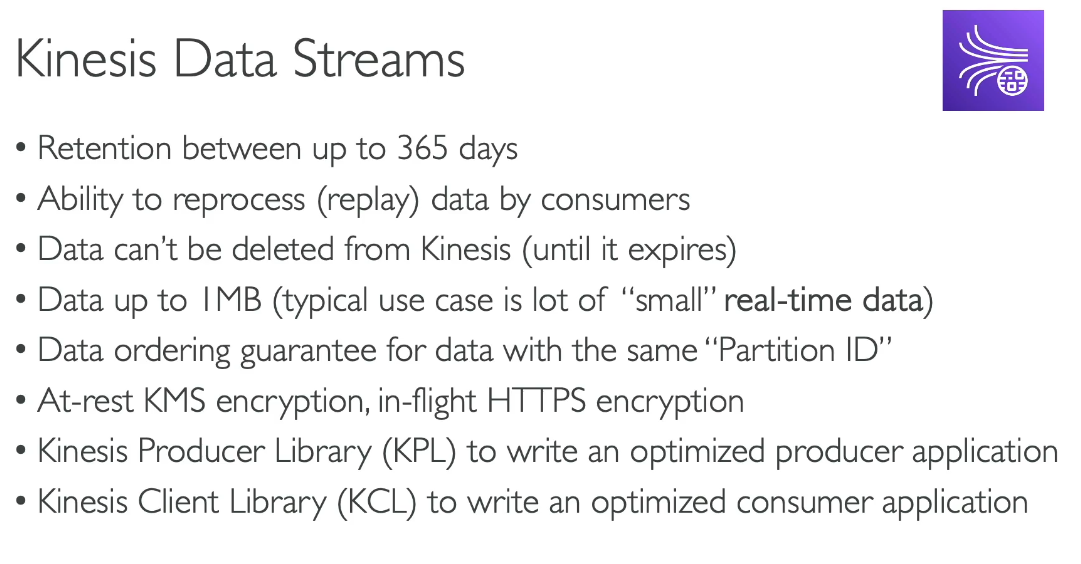 Kinesis Data Streams
• Retention between up to 365 days
• Ability to reprocess (replay) data by consumers
• Data can’t be deleted from Kinesis (until it expires)
• Data up to 1MB (typical use case is lot of “small” real-time data)
• Data ordering guarantee for data with the same “Partition ID”
• At-rest KMS encryption, in-flight HTTPS encryption
• Kinesis Producer Library (KPL) to write an optimized producer application
• Kinesis Client Library (KCL) to write an optimized consumer application